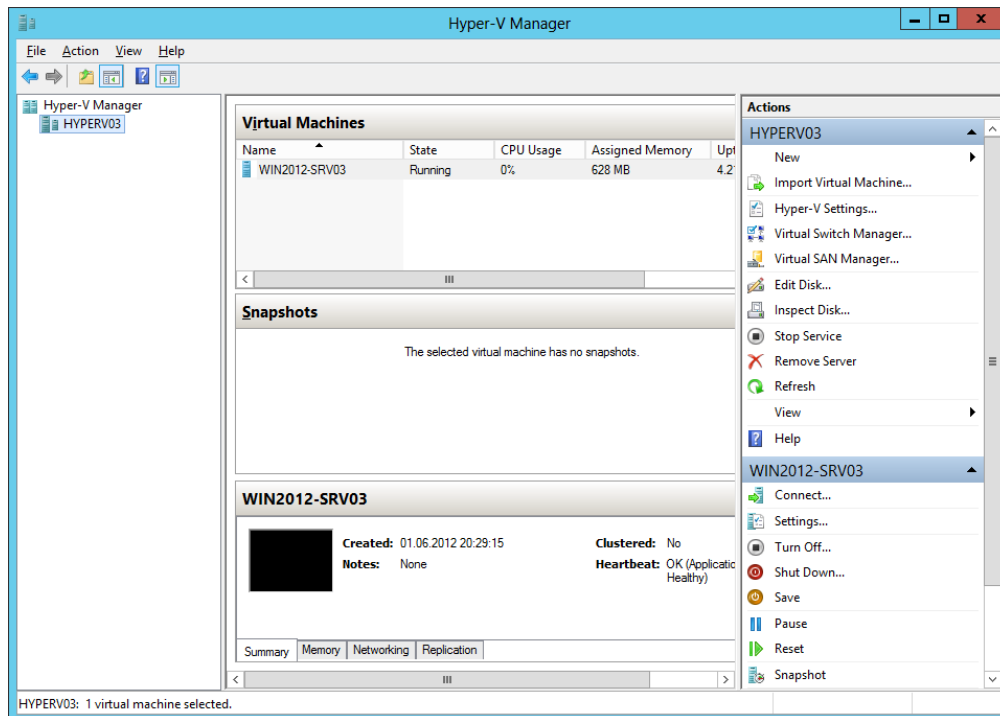 Hyper-V Manager
File Action View Help
Hyper-V Manager
HYPERV03
Virtual Machines
Name State CPU Usage Assigned Memory Upt
WIN2012-SRV03 Running 0% 628 MB 4.2
Snapshots
The selected virtual machine has no snapshots.
WIN2012-SRV03
Created: 01.06.2012 20:29:15 Clustered: No
Notes: None Heartbeat: OK (Applicatio
Healthy)
Summary Memory Networking Replication
Actions
HYPERV03
New
Import Virtual Machine...
Hyper-V Settings...
Virtual Switch Manager...
Virtual SAN Manager...
Edit Disk...
Inspect Disk...
Stop Service
Remove Server
Refresh
View
Help
WIN2012-SRV03
Connect...
Settings...
Turn Off...
Shut Down...
Save
Pause
Reset
Snapshot
HYPERV03: 1 virtual machine selected.